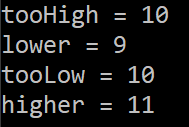 tooHigh = 10
lower = 9
tooLow = 10
higher = 11